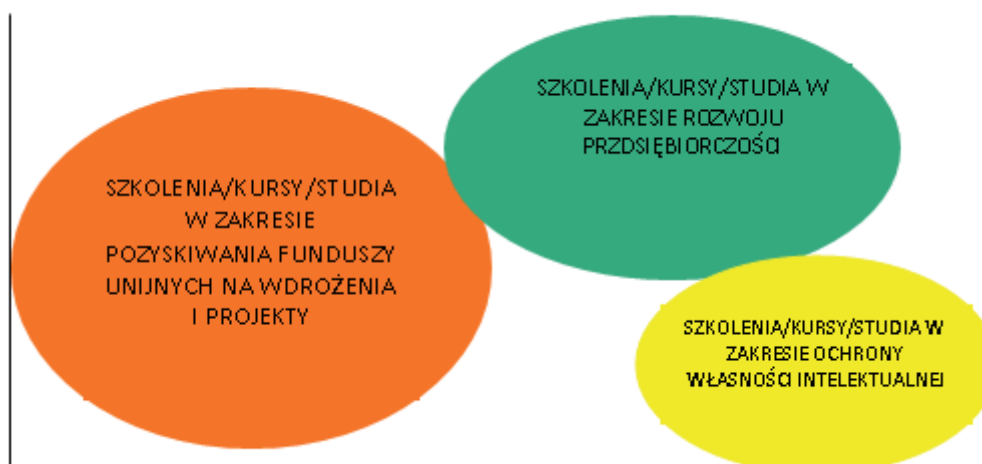 SZKOLENIA/KURSY/STUDIA
W ZAKRESIE
POZYSKIWANIA FUNDUSZY
UNIJNYCH NA WDROŻENIA
I PROJEKTY
SZKOLENIA/KURSY/STUDIA W
ZAKRESIE ROZWOJU
PRZDSIĘBIORCZOŚCI
SZKOLENIA/KURSY/STUDIA W
ZAKRESIE OCHRONY
WŁASNOŚCI INTELEKTUALNEJ